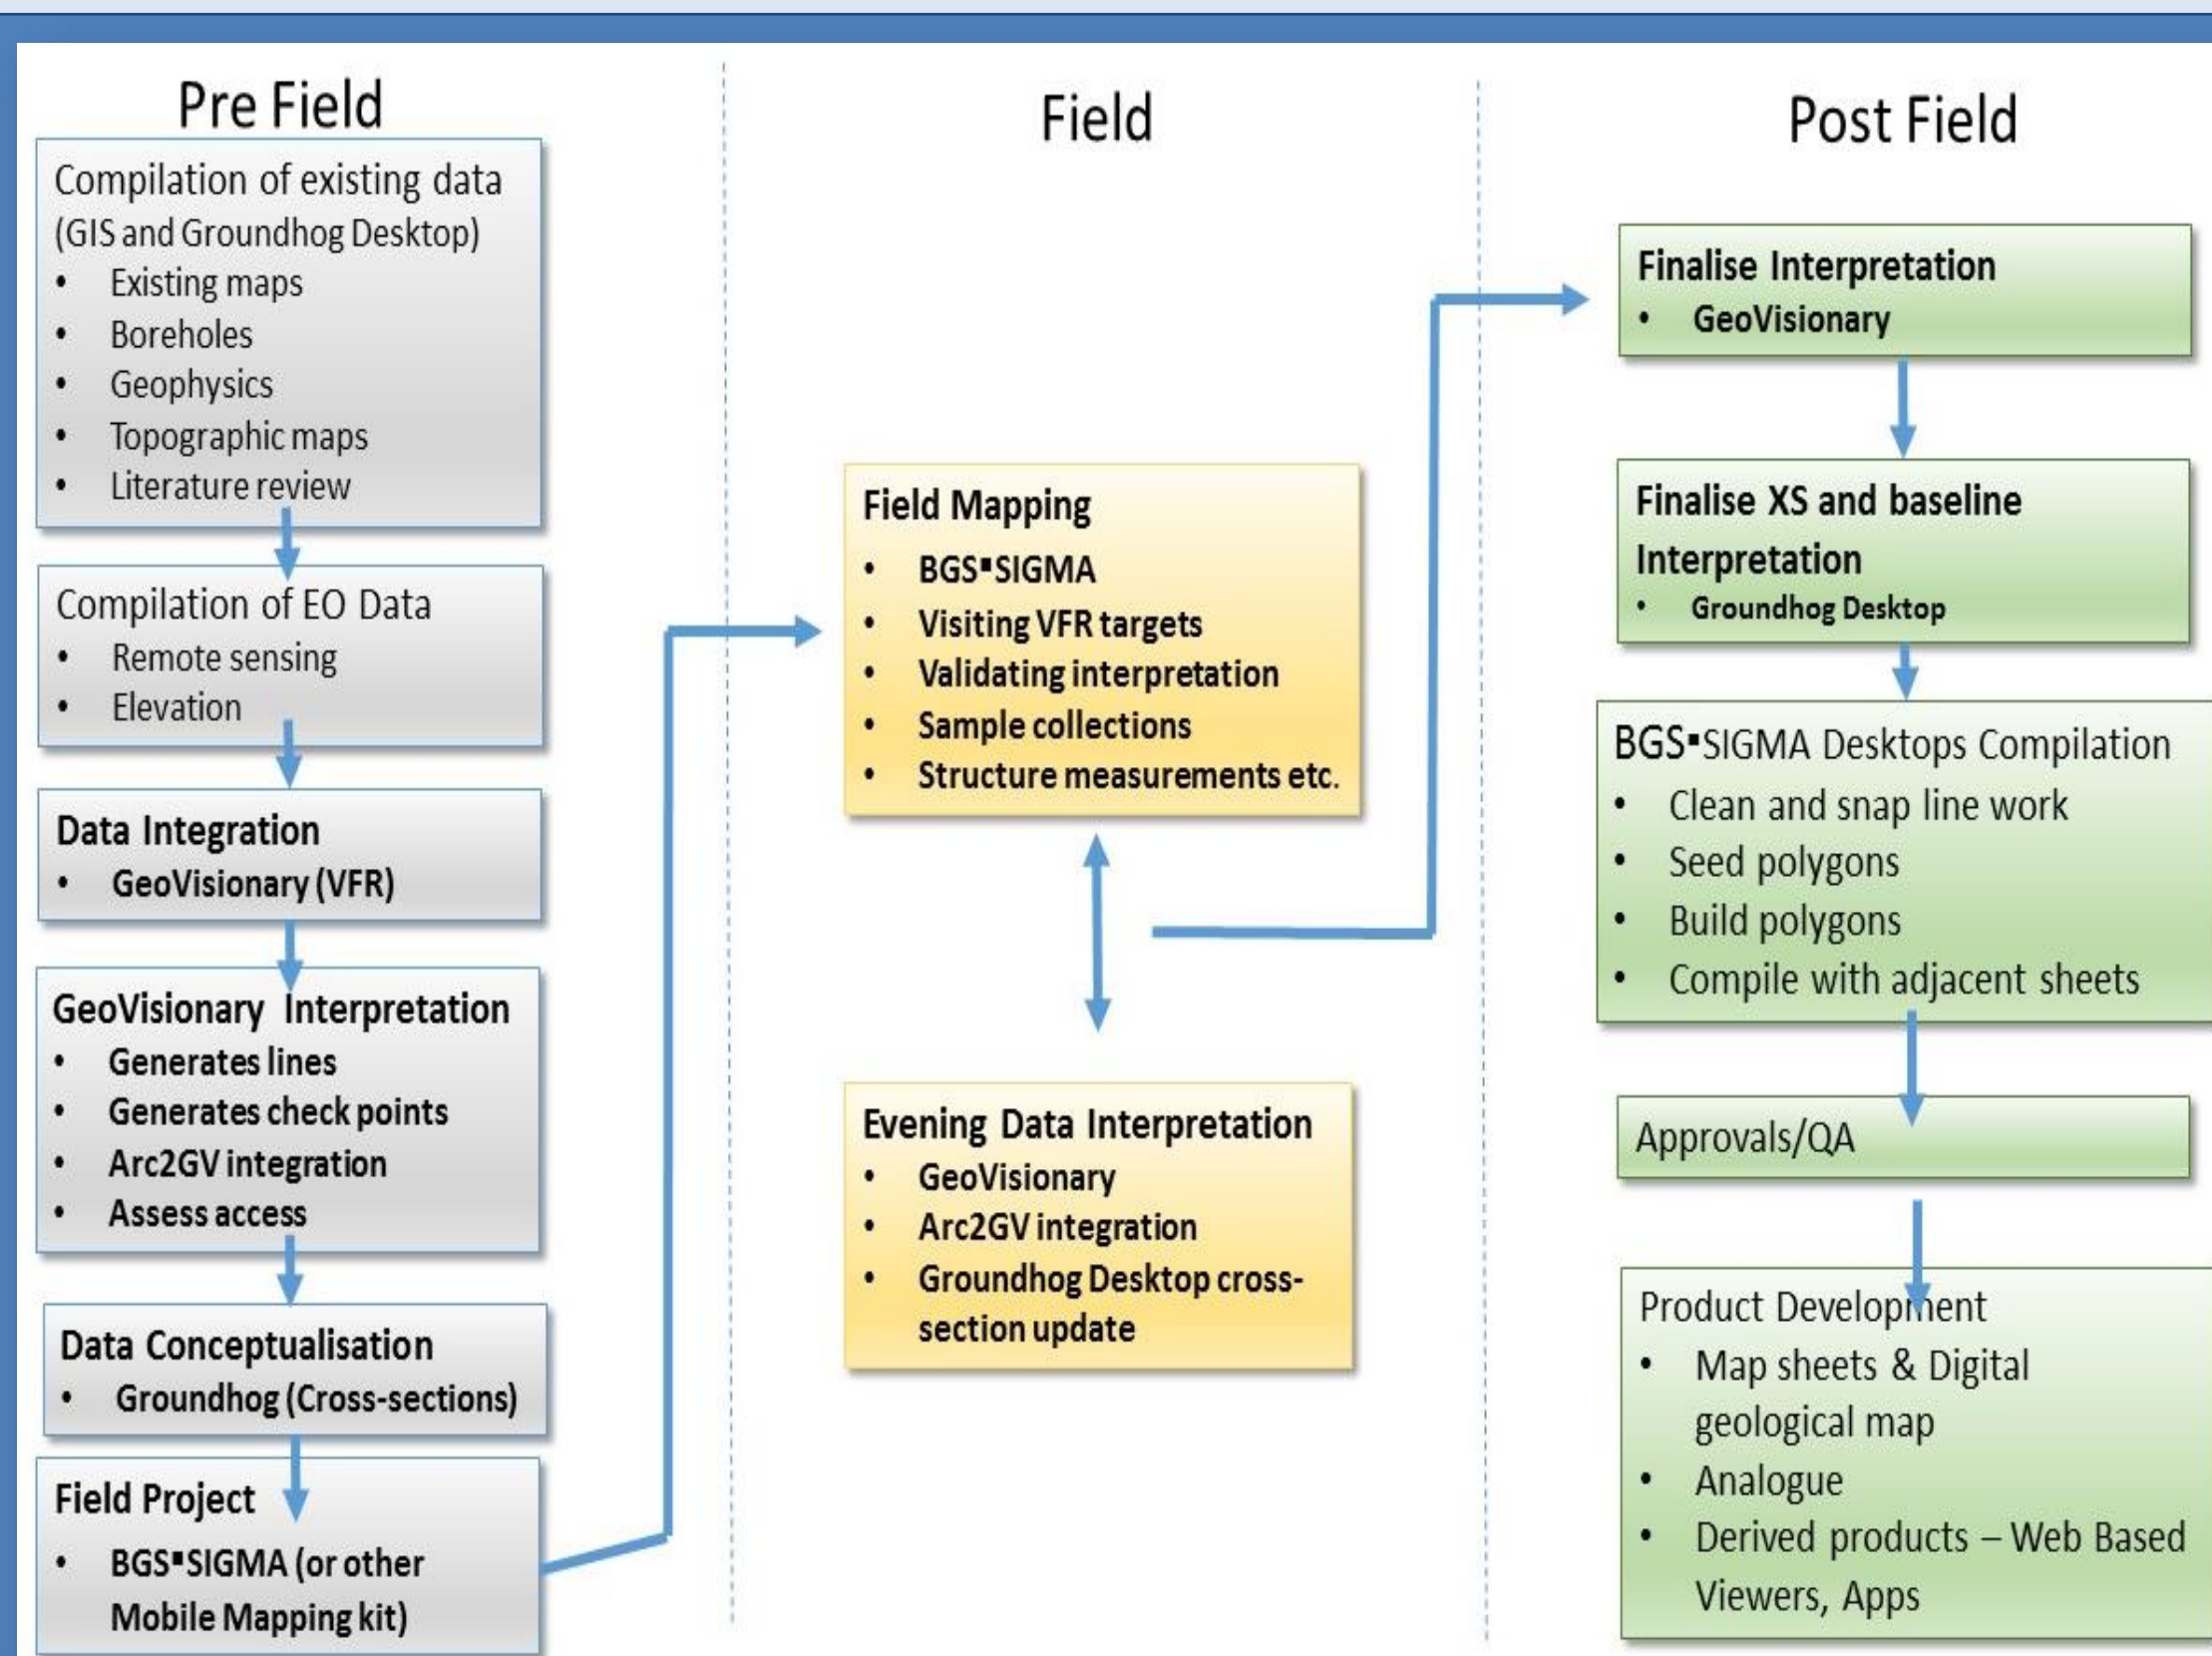 Pre Field
Compilation of existing data
(GIS and Groundhog Desktop)
• Existing maps
• Boreholes
• Geophysics
• Topographic maps
• Literature review
Compilation of EO Data
• Remote sensing
• Elevation
Data Integration
• GeoVisionary (VFR)
GeoVisionary Interpretation
• Generates lines
• Generates check points
• Arc2GV integration
• Assess access
Data Conceptualisation
• Groundhog (Cross-sections)
Field Project
• BGS▪SIGMA (or other
Mobile Mapping kit)
Field
Field Mapping
• BGS▪SIGMA
• Visiting VFR targets
• Validating interpretation
• Sample collections
• Structure measurements etc.
Evening Data Interpretation
• GeoVisionary
• Arc2GV integration
• Groundhog Desktop cross-
section update
Post Field
Finalise Interpretation
• GeoVisionary
Finalise XS and baseline
Interpretation
• Groundhog Desktop
BGS▪SIGMA Desktops Compilation
• Clean and snap line work
• Seed polygons
• Build polygons
• Compile with adjacent sheets
Approvals/QA
Product Development
• Map sheets & Digital
geological map
• Analogue
• Derived products – Web Based
Viewers, Apps